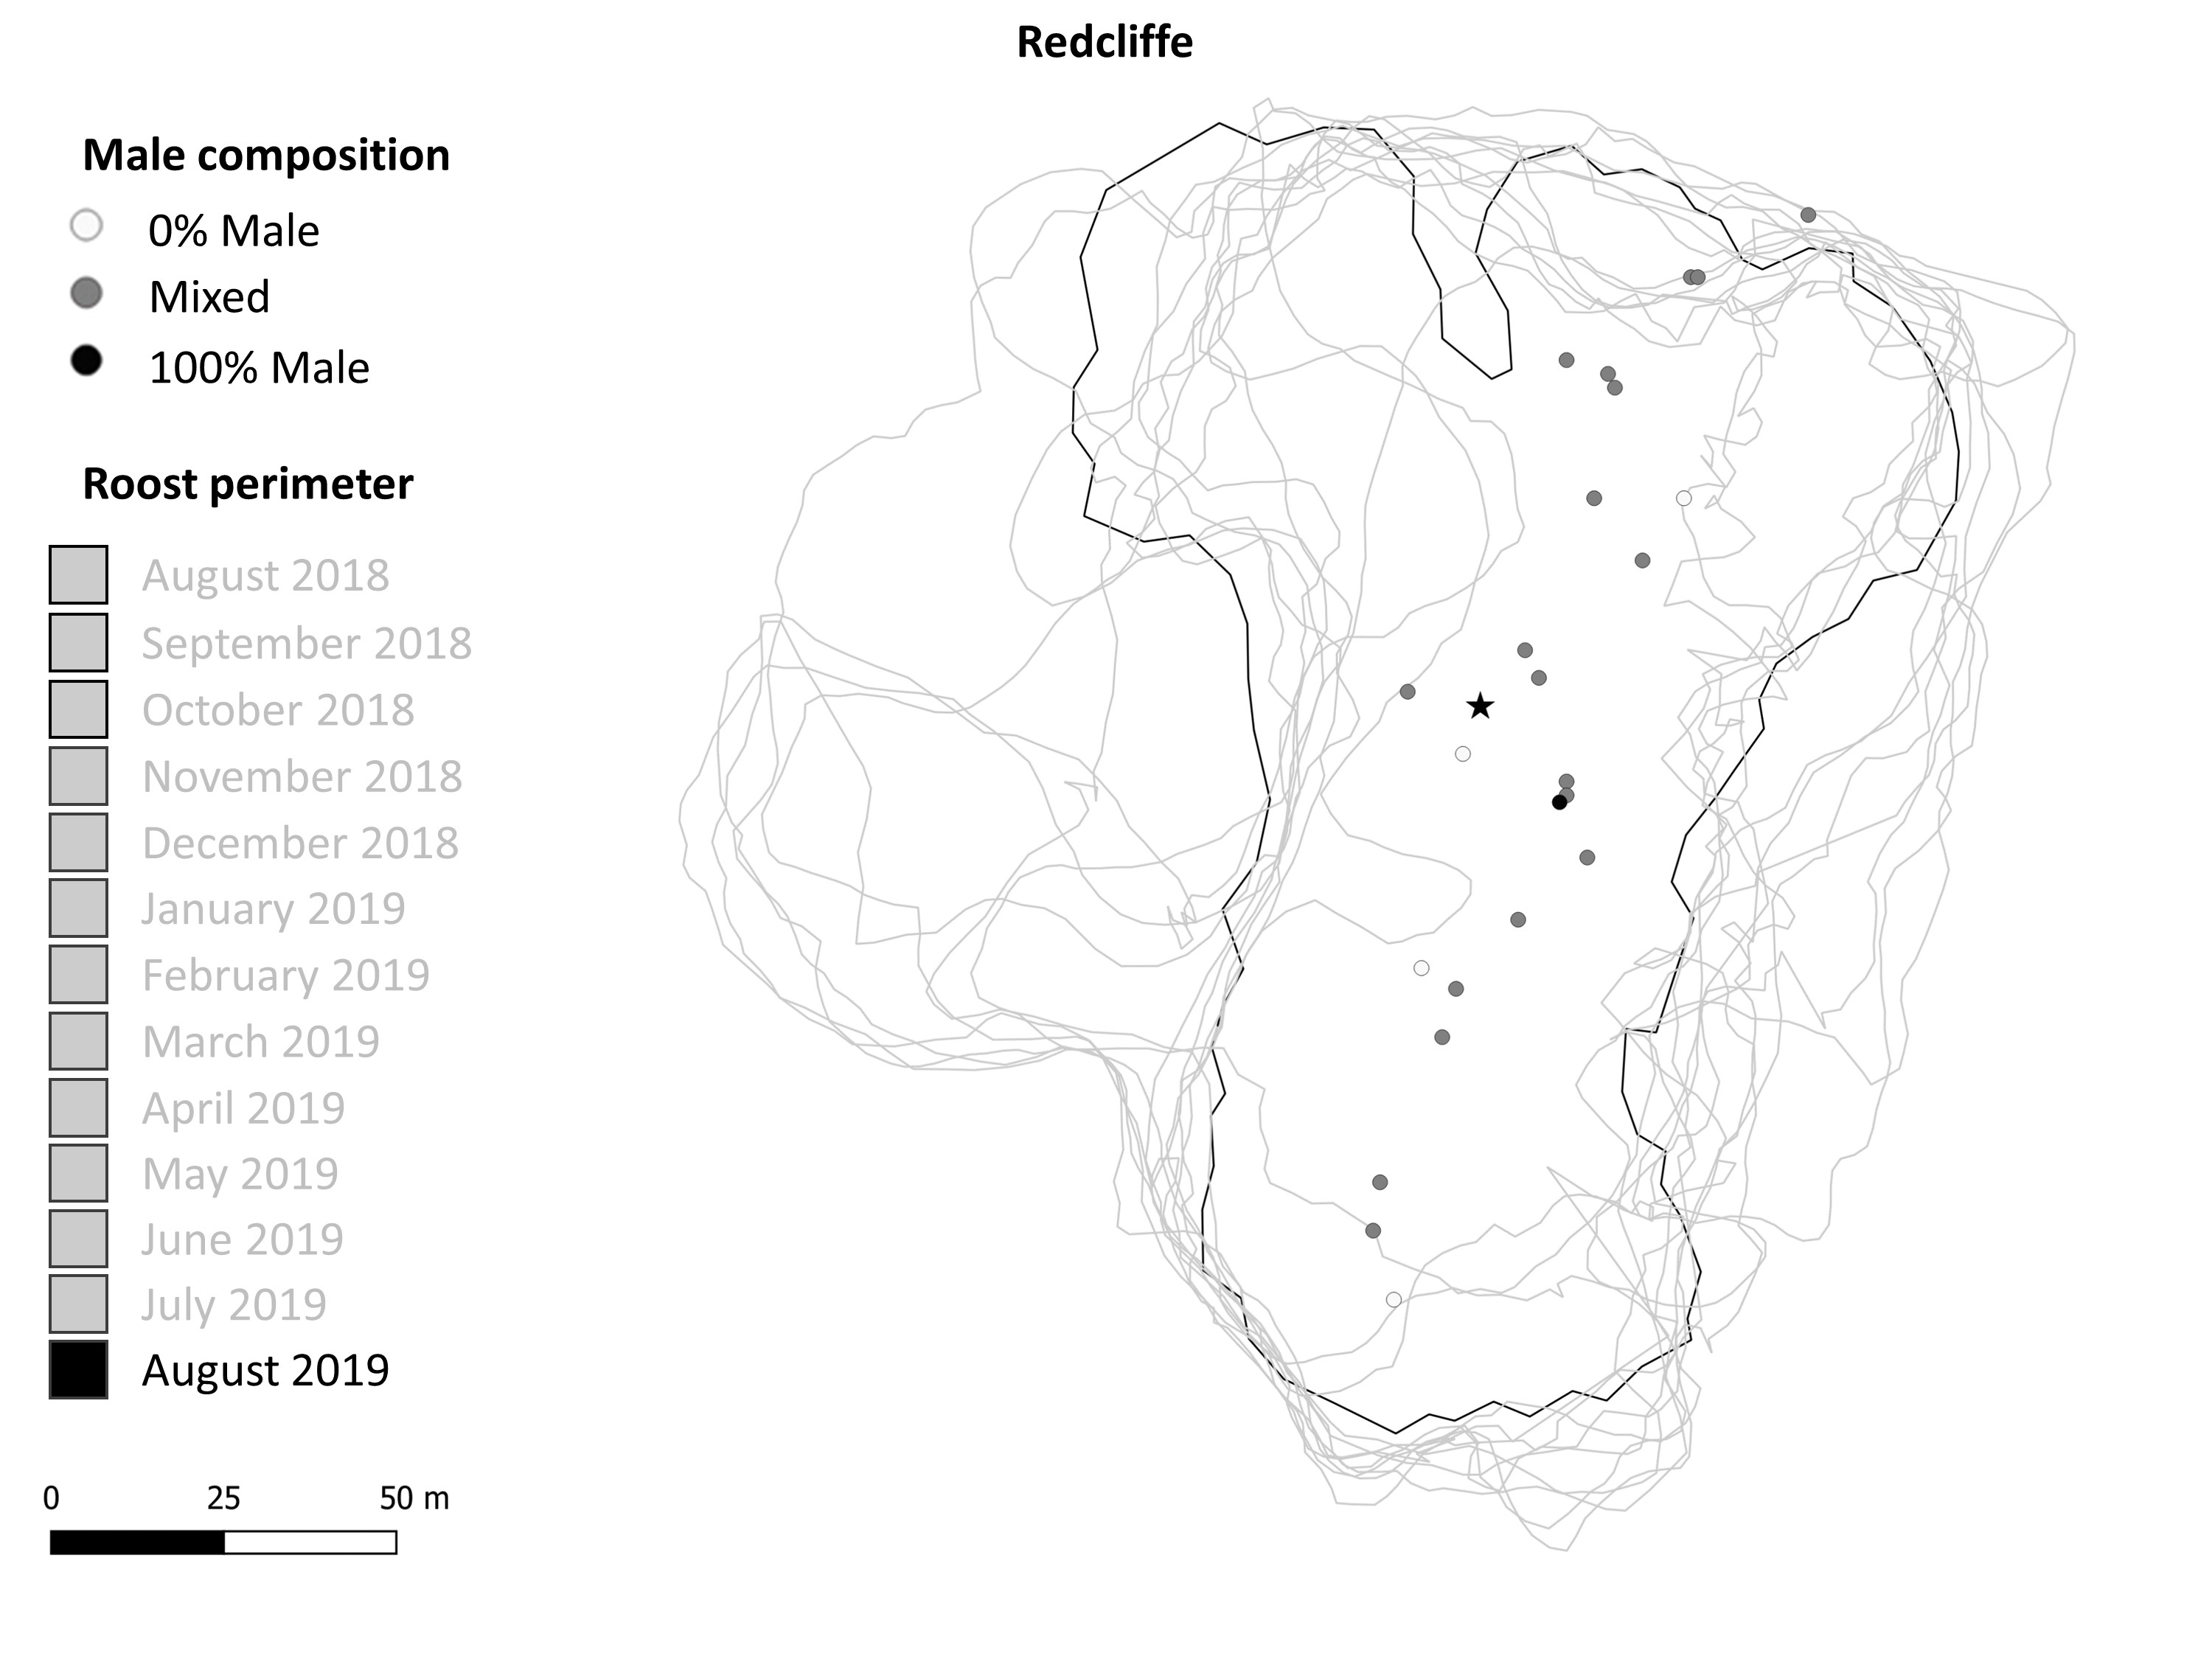 Redcliffe
Male composition
0% Male
Mixed
100% Male
Roost perimeter
August 2018
September 2018
October 2018
November 2018
December 2018
January 2019
February 2019
March 2019
April 2019
May 2019
June 2019
July 2019
August 2019
0 25 50 m